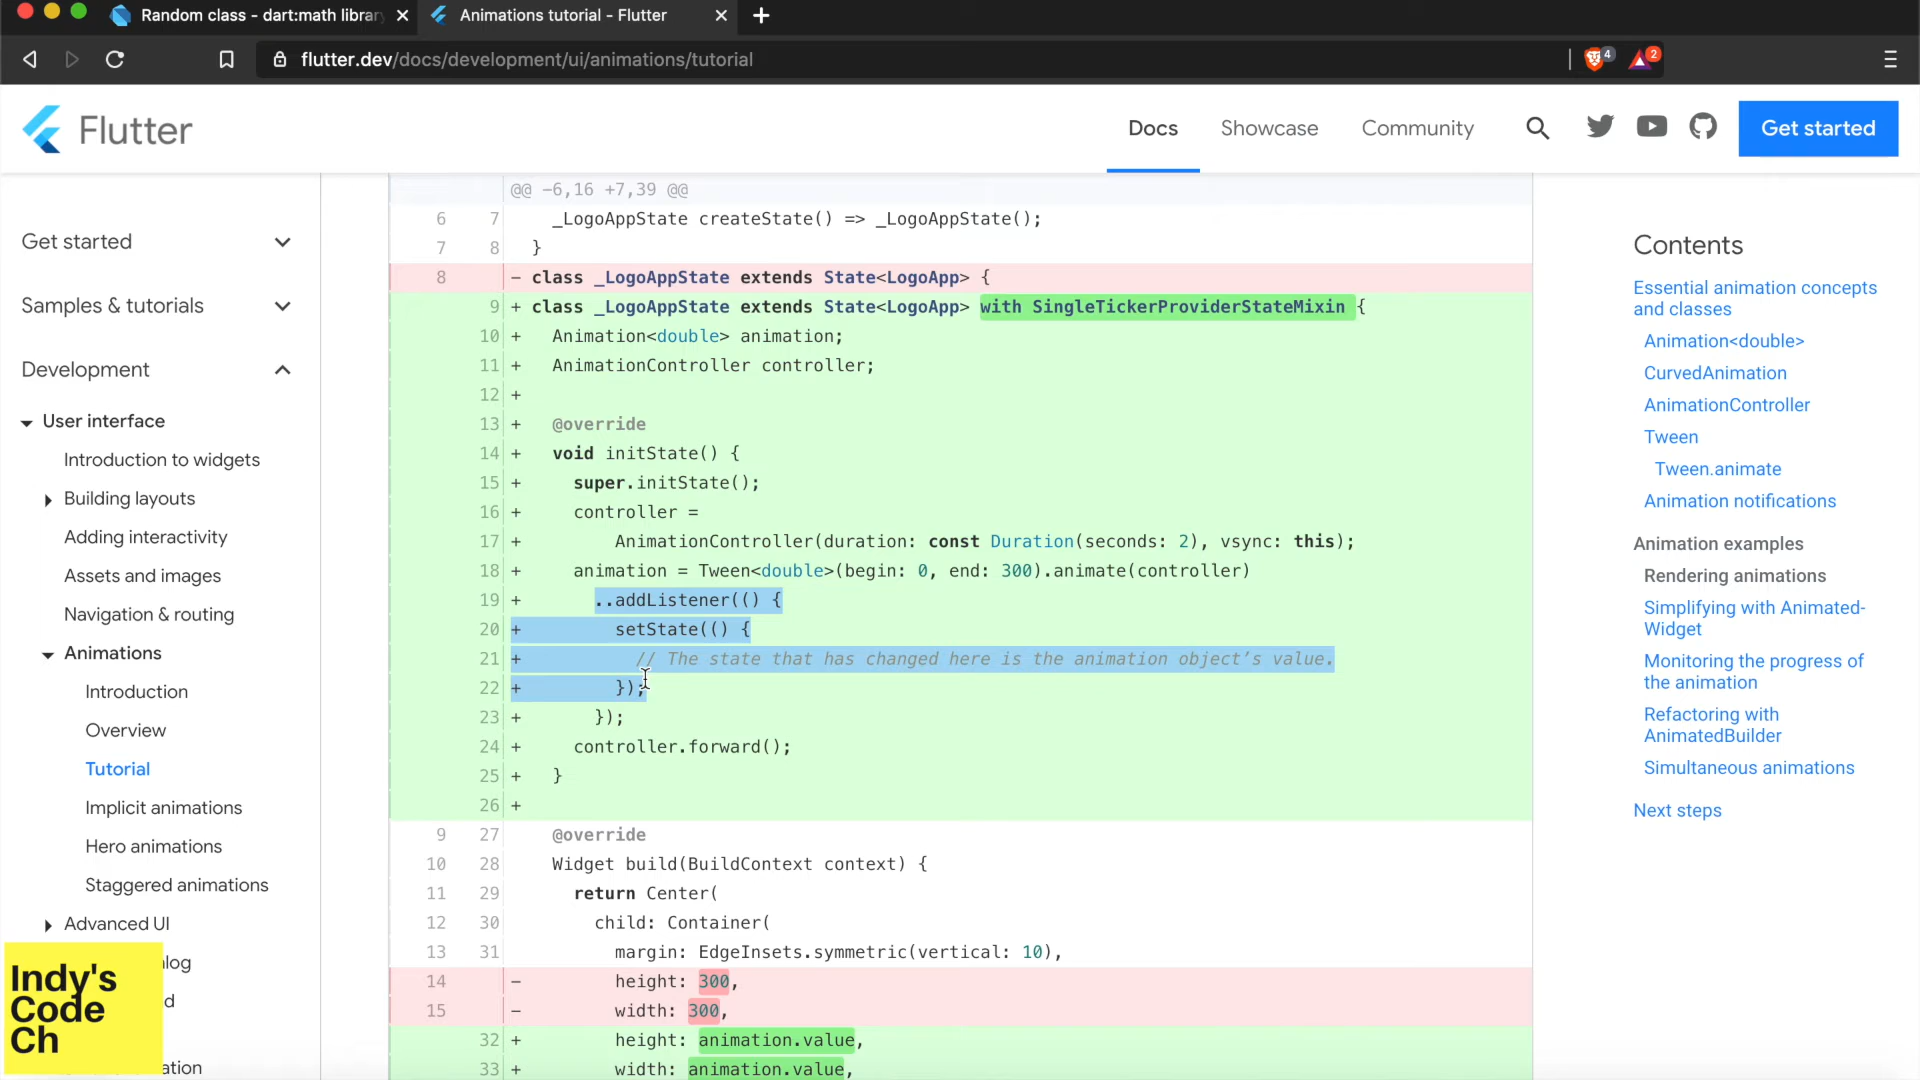 Random class - dart:math librar
Animations tutorial - Flutter
flutter.dev/docs/development/ui/animations/tutorial
4
2
Flutter
Docs
Showcase
Community
Get started
Get started
Samples & tutorials
Development
User interface
Introduction to widgets
Building layouts
Adding interactivity
Assets and images
Navigation & routing
Animations
Introduction
Overview
Tutorial
Implicit animations
Hero animations
Staggered animations
Advanced UI
log
d
ation
Indy's
Code
Ch
@@ -6,16 +7,39 @@
6 7 _LogoAppState createState() => _LogoAppState();
7 8 }
8 - class _LogoAppState extends State<LogoApp> {
9 + class _LogoAppState extends State<LogoApp> with SingleTickerProviderStateMixin {
10 + Animation<double> animation;
11 + AnimationController controller;
12 +
13 + @override
14 + void initState() {
15 + super.initState();
16 + controller =
17 + AnimationController(duration: const Duration(seconds: 2), vsync: this);
18 + animation = Tween<double>(begin: 0, end: 300).animate(controller)
19 + ..addListener(() {
20 + setState(() {
21 + // The state that has changed here is the animation object’s value.
22 + });
23 + });
24 + controller.forward();
25 + }
26 +
9 27 @override
10 28 Widget build(BuildContext context) {
11 29 return Center(
12 30 child: Container(
13 31 margin: EdgeInsets.symmetric(vertical: 10),
14 - height: 300,
15 - width: 300,
32 + height: animation.value,
33 + width: animation.value,
Contents
Essential animation concepts
and classes
Animation<double>
CurvedAnimation
AnimationController
Tween
Tween.animate
Animation notifications
Animation examples
Rendering animations
Simplifying with Animated-
Widget
Monitoring the progress of
the animation
Refactoring with
AnimatedBuilder
Simultaneous animations
Next steps